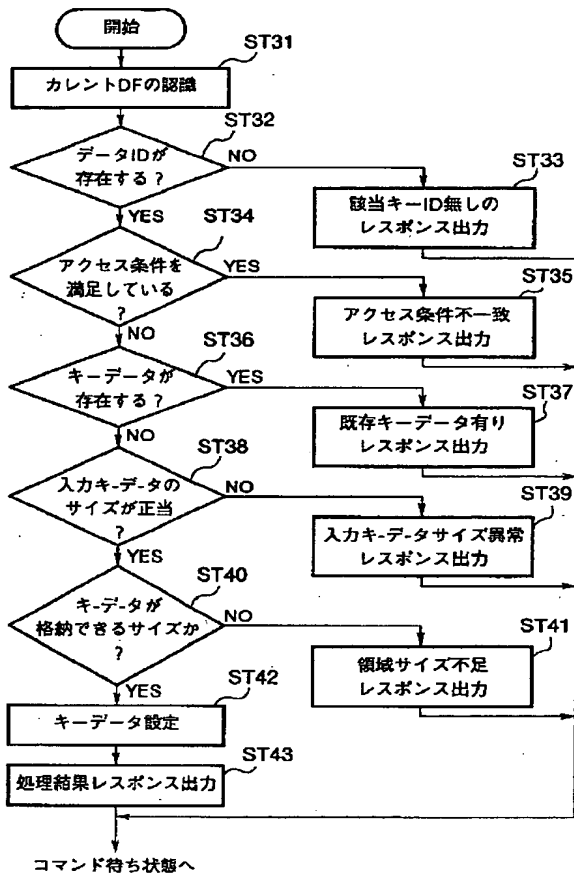 開始
ST31
カレントDFの認識
ST32
データIDが
存在する?
NO
YES
ST33
該当キーID無しの
レスポンス出力
ST34
アクセス条件を
満足している
?
YES
NO
ST35
アクセス条件不一致
レスポンス出力
ST36
キーデータが
存在する?
YES
NO
ST37
既存キーデータ有り
レスポンス出力
ST38
入力キーデータの
サイズが正当
?
NO
YES
ST39
入力キーデータサイズ異常
レスポンス出力
ST40
キーデータが
格納できるサイズか
?
NO
YES
ST41
領域サイズ不足
レスポンス出力
ST42
キーデータ設定
ST43
処理結果レスポンス出力
コマンド待ち状態へ